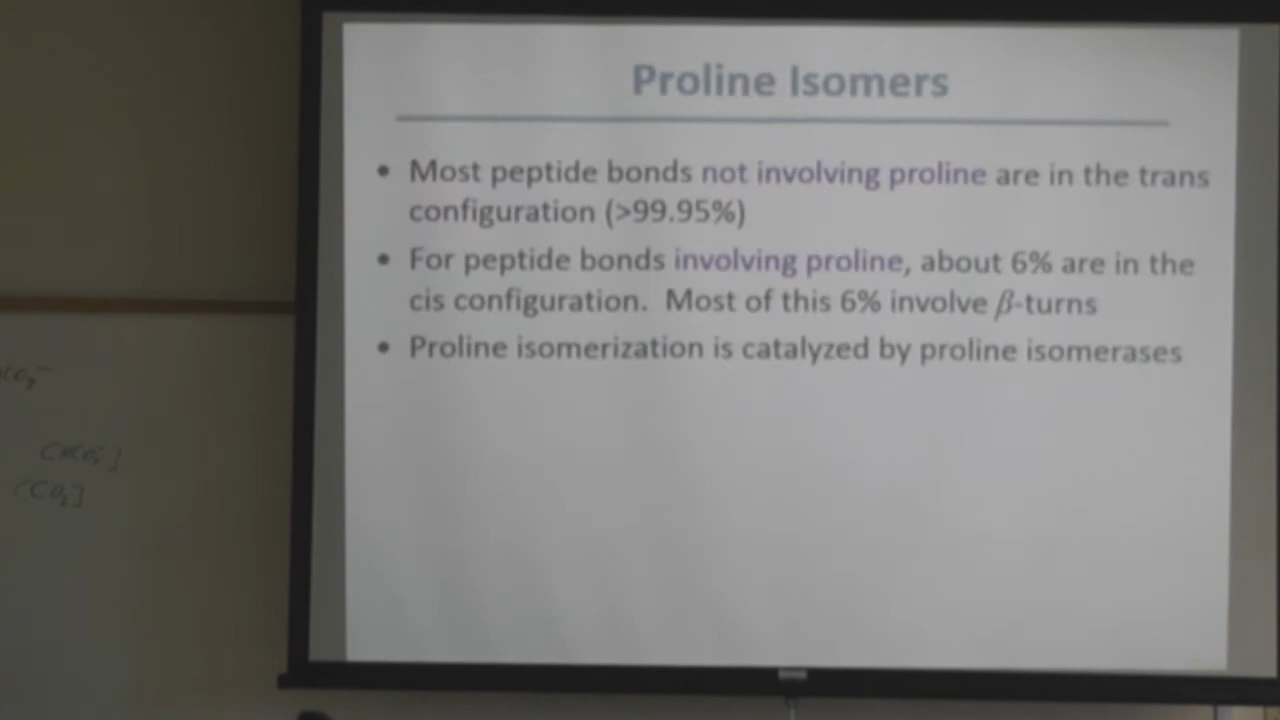 Proline Isomers
• Most peptide bonds not involving proline are in the trans
configuration (>99.95%)
• For peptide bonds involving proline, about 6% are in the
cis configuration. Most of this 6% involve β-turns
• Proline isomerization is catalyzed by proline isomerases
[CO₂]